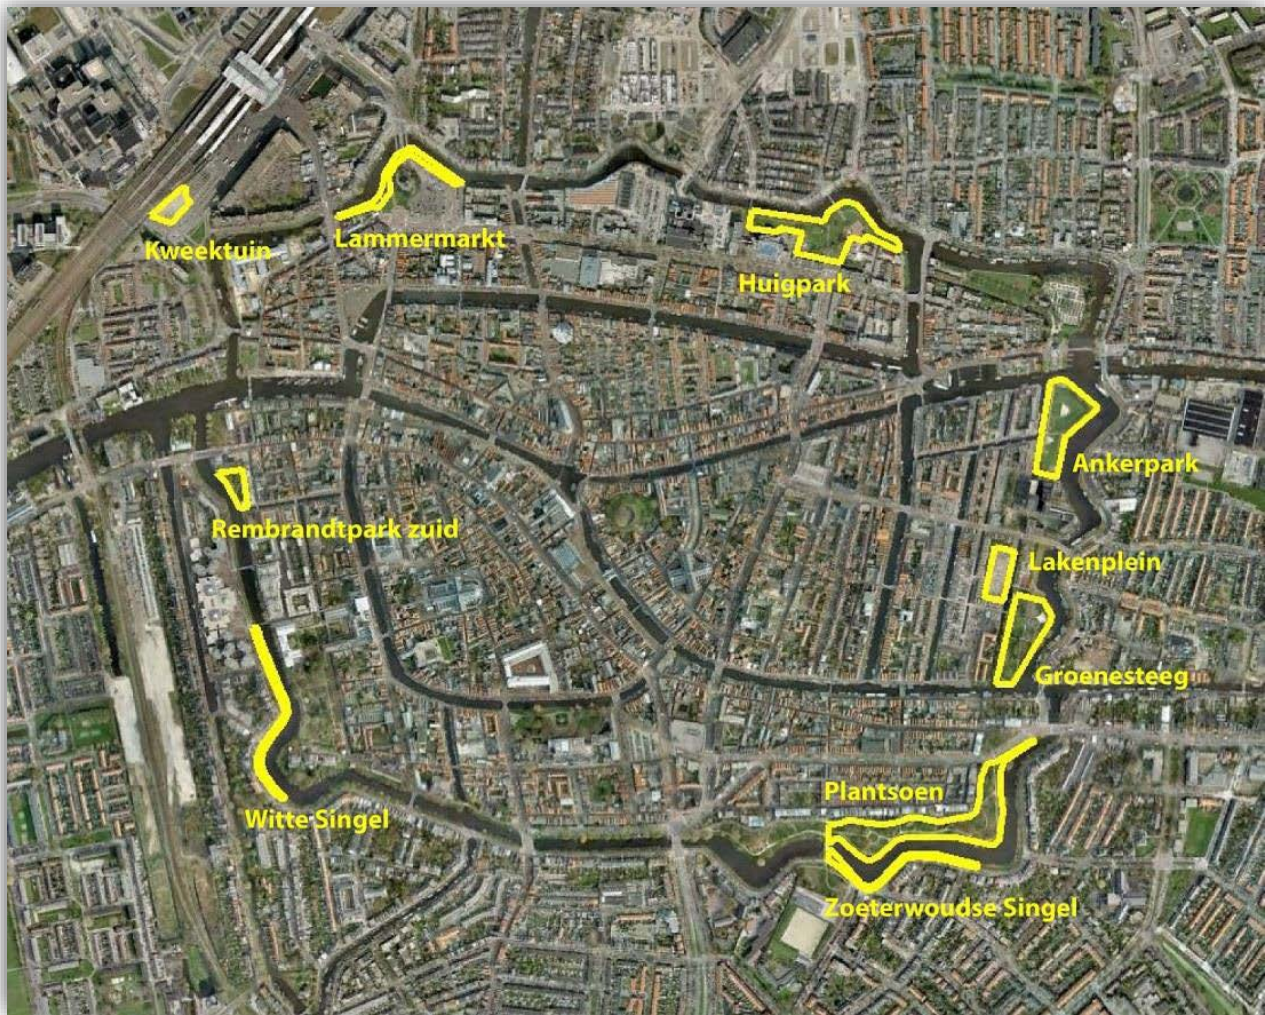 Kweektuin
Lammermarkt
Huigpark
Ankerpark
Rembrandtpark zuid
Lakenplein
Groenesteeg
Plantsoen
Witte Singel
Zoeterwoudse Singel